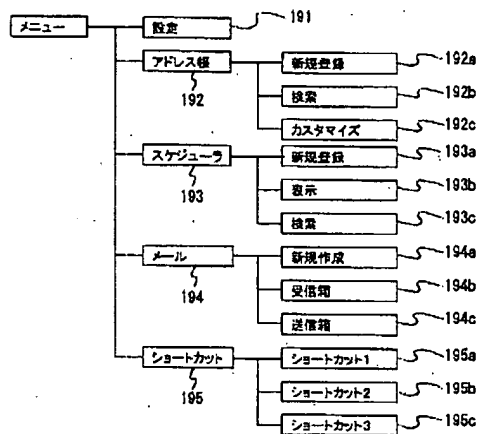 メニュー
設定
191
アドレス帳
192
新規登録
192a
検索
192b
カスタマイズ
192c
スケジューラ
193
新規登録
193a
表示
193b
検索
193c
メール
194
新規作成
194b
受信箱
194a
送信箱
194c
ショートカット
195
ショートカット1
195a
ショートカット2
195b
ショートカット3
195c